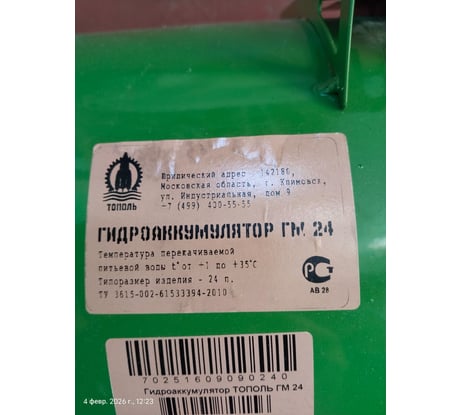 Юридический адрес 142180,
Московская область, г. Климовск,
ул. Индустриальная, дом 9
7 (499) 400-55-55
ТОПОЛЬ
ГИДРОАККУМУЛЯТОР ГМ 24
Температура перекачиваемой
питьевой воды t° от +1 до +35°С
Типоразмер изделия - 24 л.
ТУ 3615-002-61533394-2010
РСТ
АВ 28
70251609090240
Гидроаккумулятор ТОПОЛЬ ГМ 24
4 февр. 2026 г., 12:23